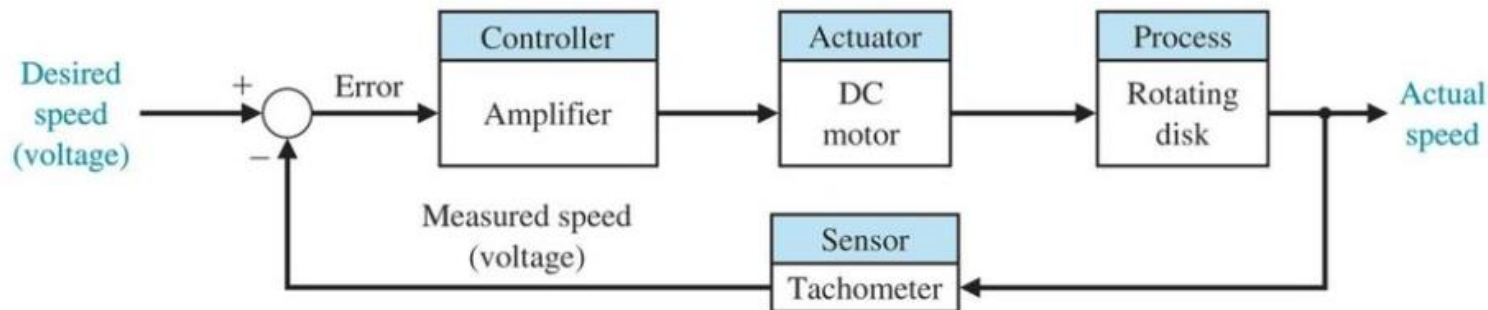 Desired
speed
(voltage)
+
−
Error
Controller
Amplifier
Actuator
DC
motor
Process
Rotating
disk
Actual
speed
Measured speed
(voltage)
Sensor
Tachometer